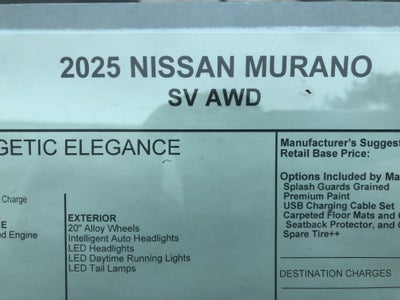 2025 NISSAN MURANO
SV AWD
GETIC ELEGANCE
Manufacturer's Suggest
Retail Base Price:
Options Included by Ma
Splash Guards Grained
Premium Paint
USB Charging Cable Set
Carpeted Floor Mats and C
Seatback Protector, and C
Spare Tire++
Charge
CE
ed Engine
EXTERIOR
20" Alloy Wheels
Intelligent Auto Headlights
LED Headlights
LED Daytime Running Lights
LED Tail Lamps
DESTINATION CHARGES